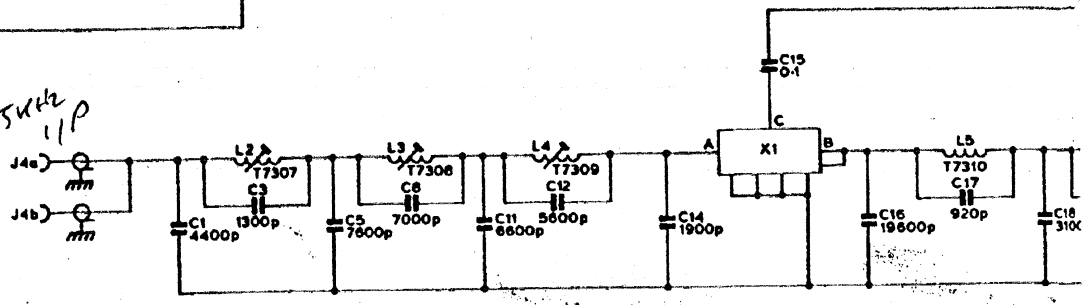 C15
0·1
5KHz
I/P
C
L2
L3
L4
A
X1
B
L5
J4a
T7307
T7308
T7309
T7310
C3
1300p
C6
7000p
C12
5600p
C17
920p
J4b
C1
4400p
C5
7600p
C11
6600p
C14
1900p
C16
19600p
C18